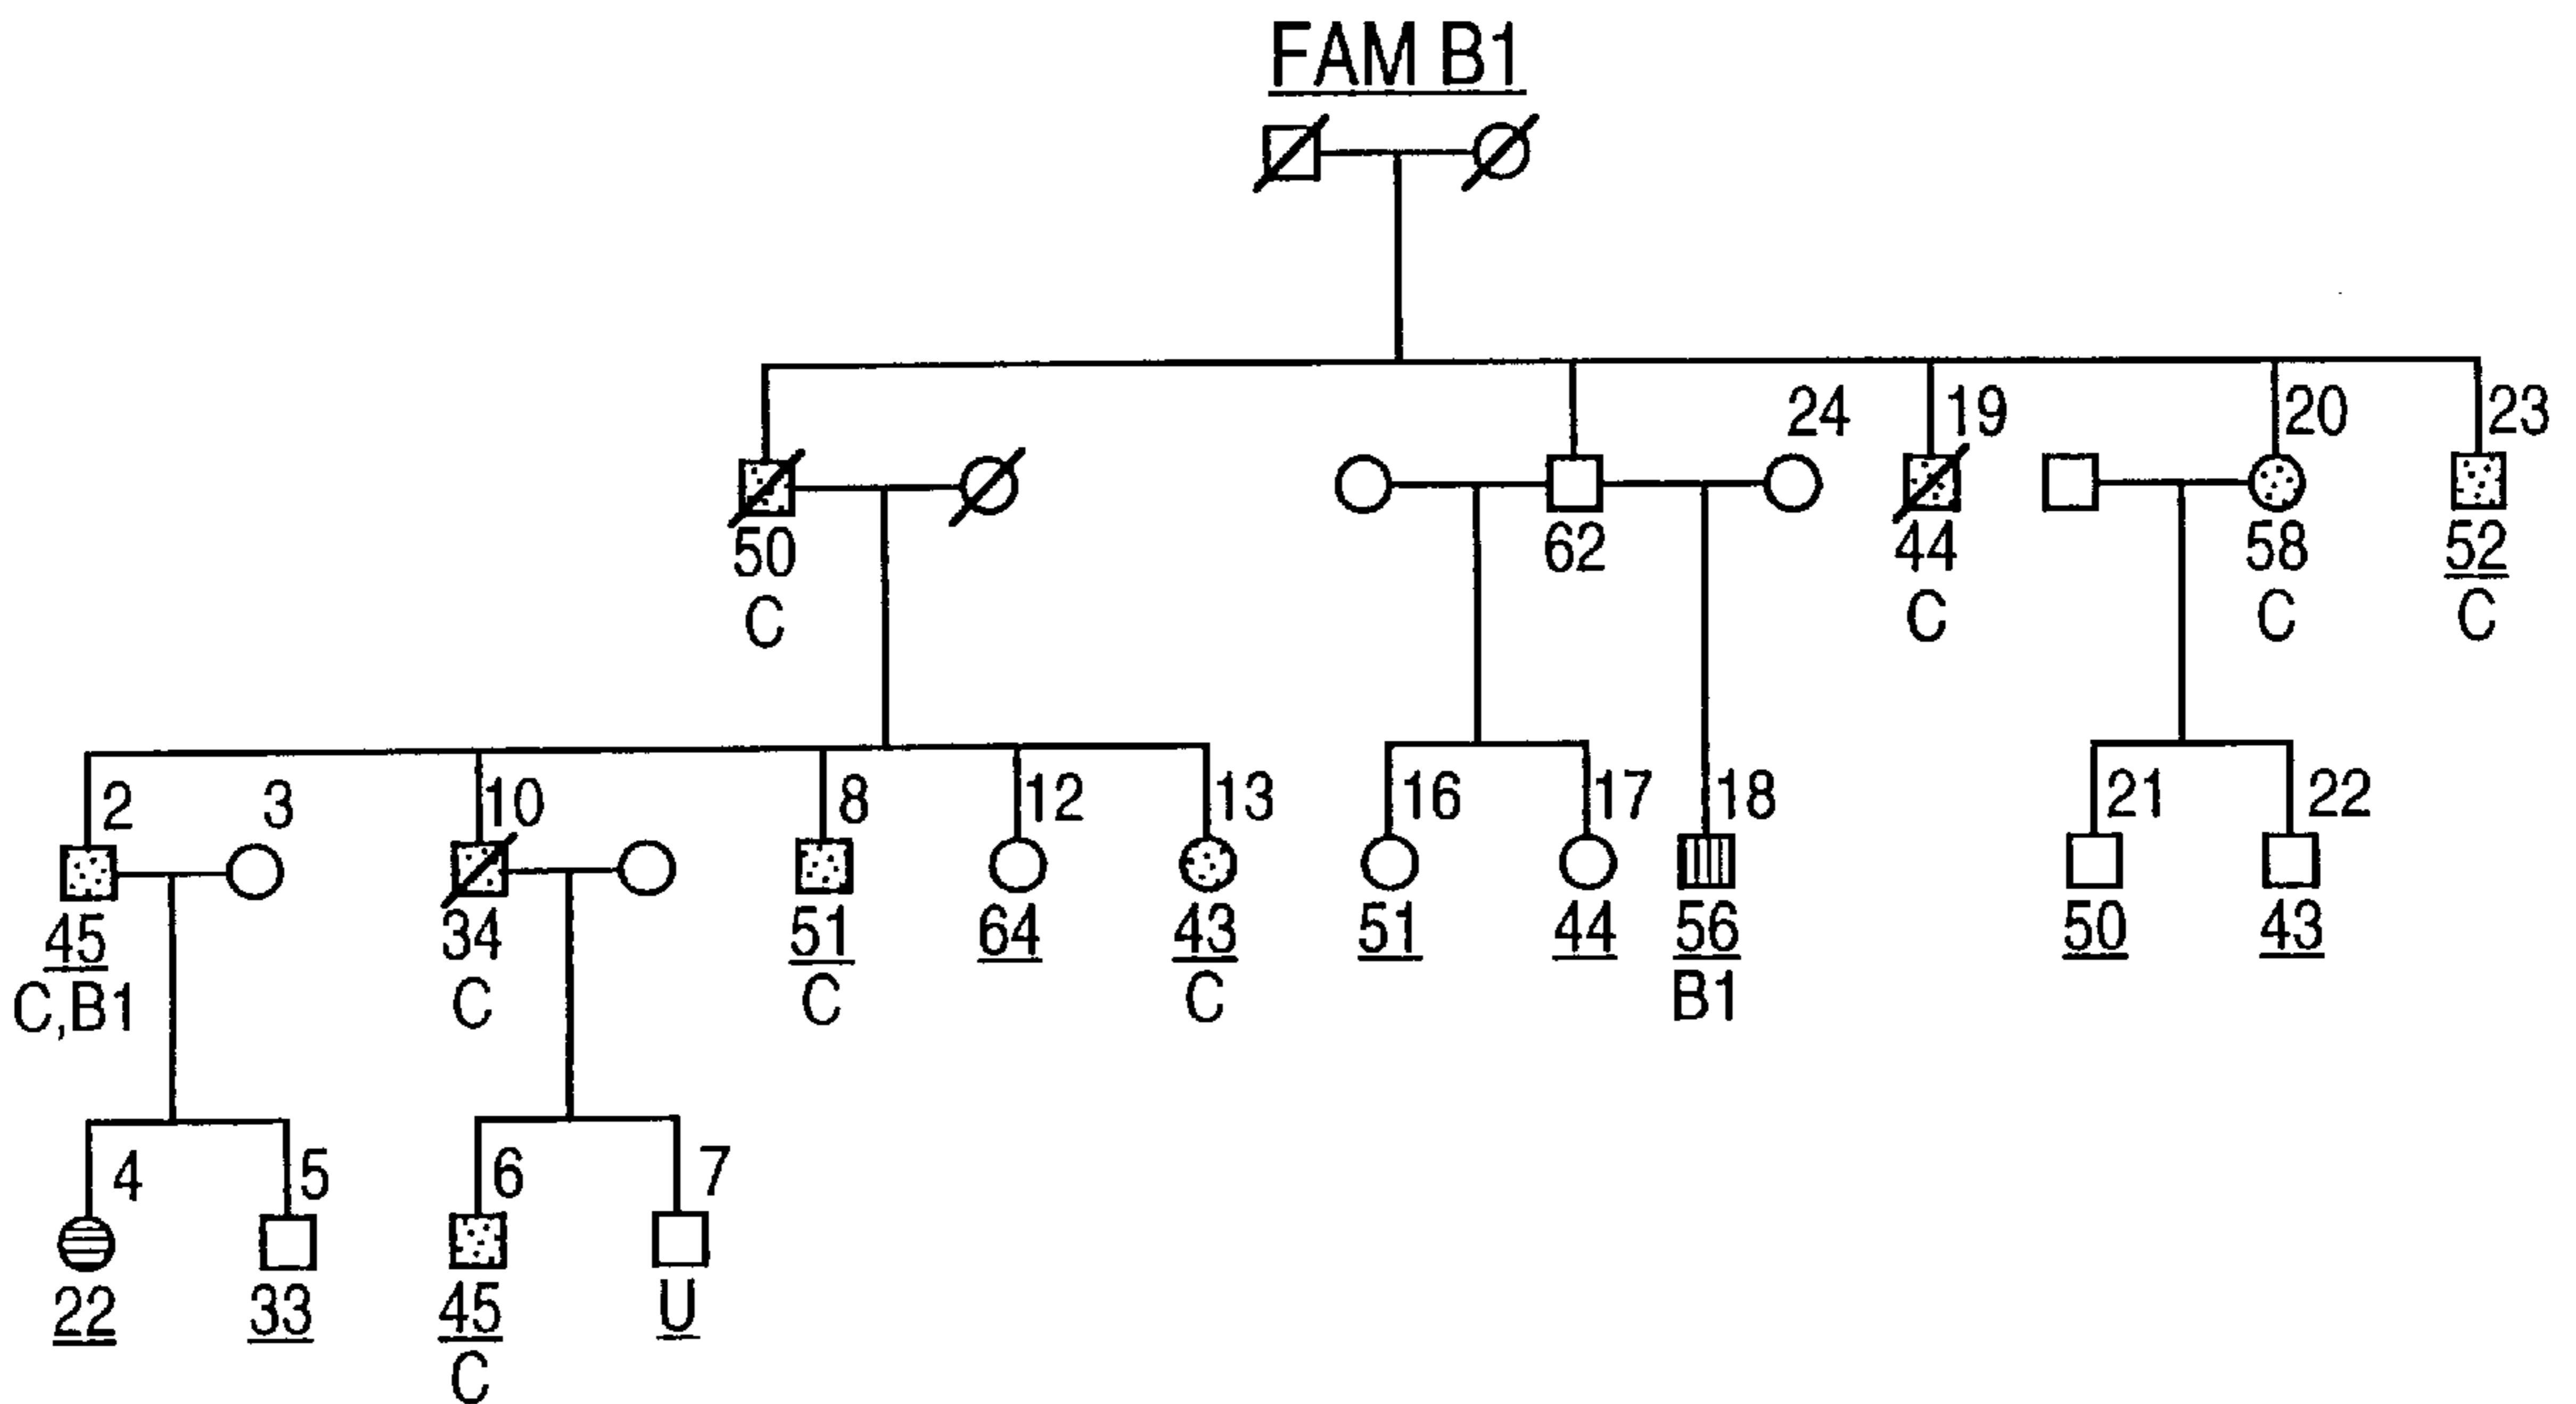 FAM B1
24 19 20 23
50 62 44 58 52
C C C C
2 3 10 8 12 13 16 17 18 21 22
45 34 51 64 43 51 44 56 50 43
C,B1 C C C B1
4 5 6 7
22 33 45 U
C